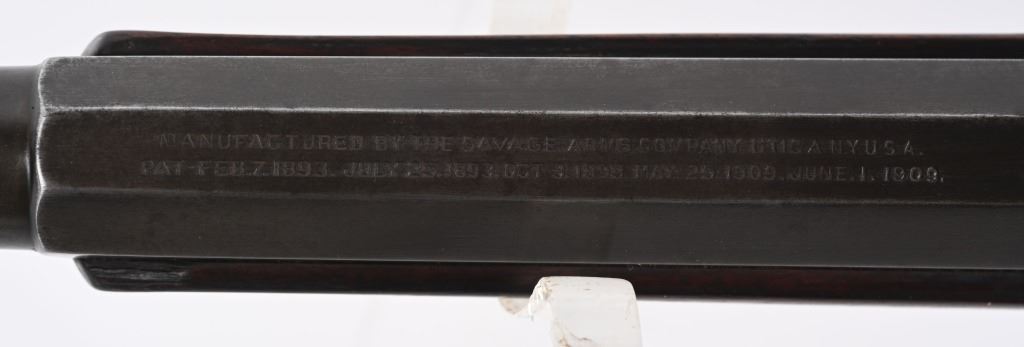 MANUFACTURED BY THE SAVAGE ARMS COMPANY UTICA N.Y. U.S.A.
PAT-FEB.7.1893. JULY.25.1893. OCT 3.1899. MAY.25.1909. JUNE.1.1909.